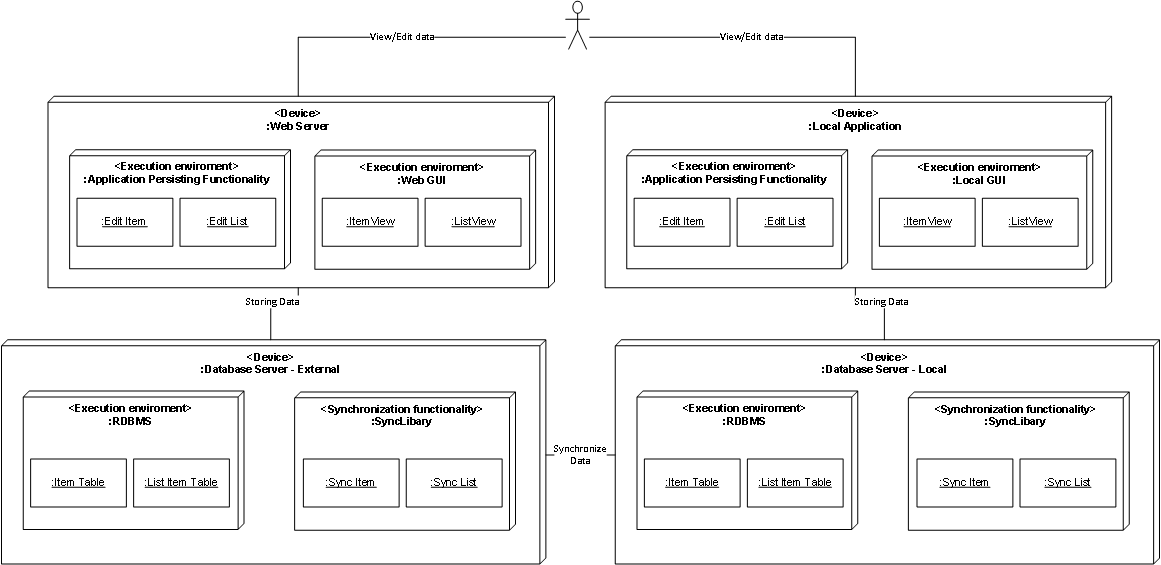 View/Edit data
View/Edit data
<Device>
:Web Server
<Execution enviroment>
:Application Persisting Functionality
:Edit Item
:Edit List
<Execution enviroment>
:Web GUI
:ItemView
:ListView
<Device>
:Local Application
<Execution enviroment>
:Application Persisting Functionality
:Edit Item
:Edit List
<Execution enviroment>
:Local GUI
:ItemView
:ListView
Storing Data
Storing Data
<Device>
:Database Server - External
<Execution enviroment>
:RDBMS
:Item Table
:List Item Table
<Synchronization functionality>
:SyncLibary
:Sync Item
:Sync List
Synchronize
Data
<Device>
:Database Server - Local
<Execution enviroment>
:RDBMS
:Item Table
:List Item Table
<Synchronization functionality>
:SyncLibary
:Sync Item
:Sync List